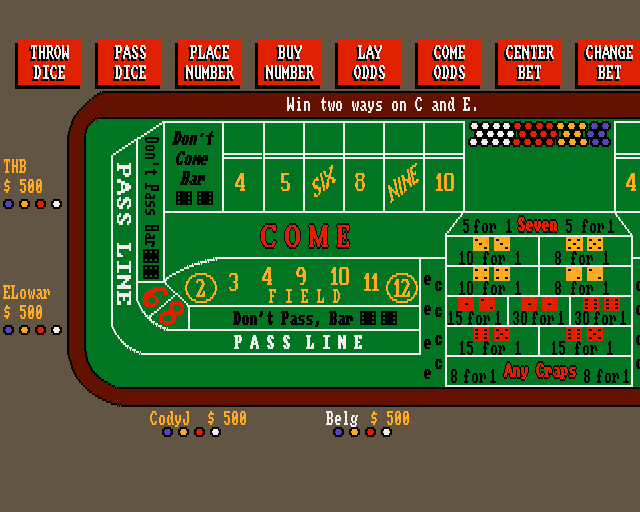 THROW DICE
PASS DICE
PLACE NUMBER
BUY NUMBER
LAY ODDS
COME ODDS
CENTER BET
CHANGE BET
Win two ways on C and E.
Don't Come Bar
Don't Pass Bar
PASS LINE
4 5 SIX 8 NINE 10
4
THB
$ 500
COME
5 for 1 Seven 5 for 1
10 for 1 8 for 1
10 for 1 8 for 1
15 for 1 30 for 1 30 for 1
15 for 1 15 for 1
8 for 1 Any Craps 8 for 1
e c
e c
e c
e c
2 3 4 9 10 11 12
FIELD
6 8
Don't Pass, Bar
PASS LINE
ELowar
$ 500
CodyJ $ 500
Belg $ 500